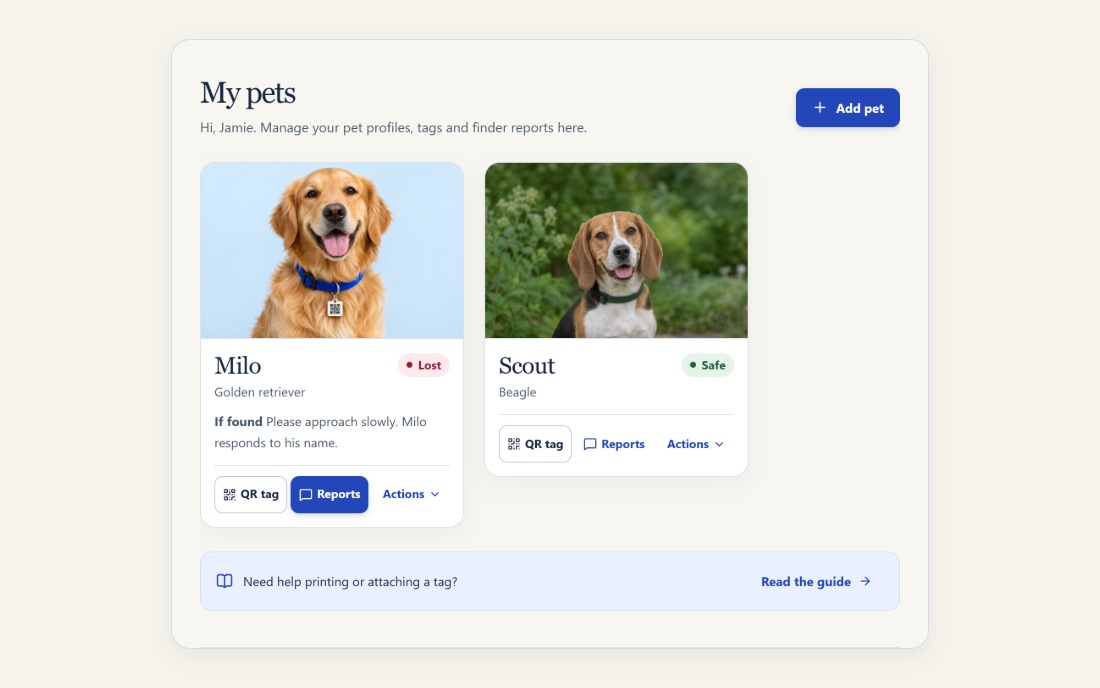 My pets
Hi, Jamie. Manage your pet profiles, tags and finder reports here.
Add pet
Milo
Lost
Golden retriever
If found Please approach slowly. Milo
responds to his name.
QR tag
Reports
Actions
Scout
Safe
Beagle
QR tag
Reports
Actions
Need help printing or attaching a tag?
Read the guide